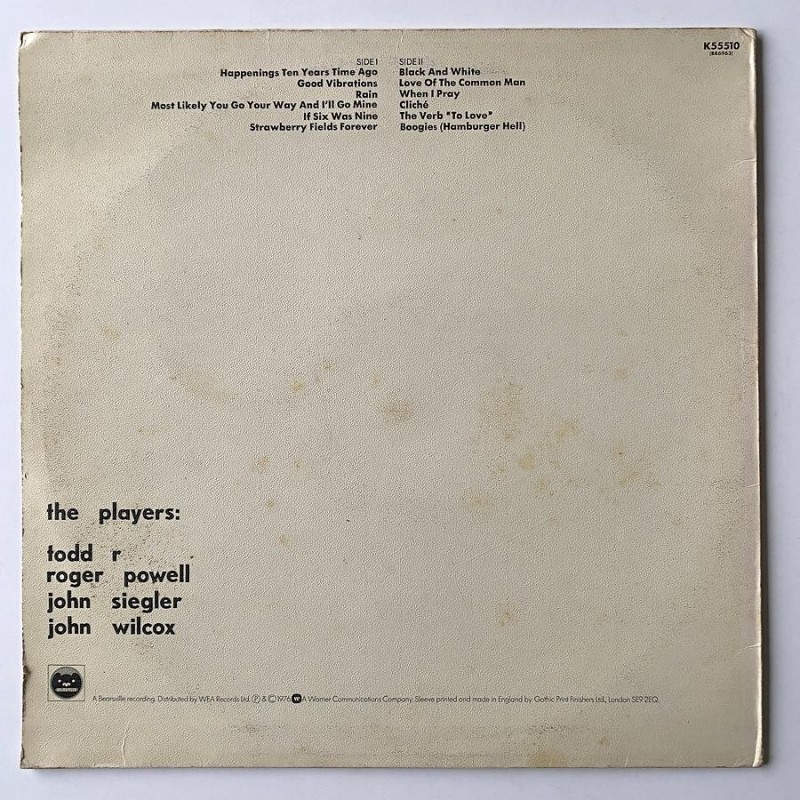 K55510
(BE6963)
SIDE I
Happenings Ten Years Time Ago
Good Vibrations
Rain
Most Likely You Go Your Way And I'll Go Mine
If Six Was Nine
Strawberry Fields Forever
SIDE II
Black And White
Love Of The Common Man
When I Pray
Cliché
The Verb "To Love"
Boogies (Hamburger Hell)
the players:
todd r
roger powell
john siegler
john wilcox
A Bearsville recording. Distributed by WEA Records Ltd. Ⓟ & © 1976 A Warner Communications Company. Sleeve printed and made in England by Gothic Print Finishers Ltd., London SE9 2EQ.